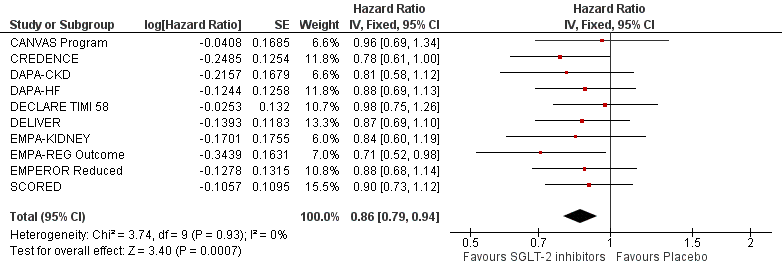 Hazard Ratio Hazard Ratio
Study or Subgroup log[Hazard Ratio] SE Weight IV, Fixed, 95% CI IV, Fixed, 95% CI
CANVAS Program -0.0408 0.1685 6.6% 0.96 [0.69, 1.34]
CREDENCE -0.2485 0.1254 11.8% 0.78 [0.61, 1.00]
DAPA-CKD -0.2157 0.1679 6.6% 0.81 [0.58, 1.12]
DAPA-HF -0.1244 0.1258 11.8% 0.88 [0.69, 1.13]
DECLARE TIMI 58 -0.0253 0.132 10.7% 0.98 [0.75, 1.26]
DELIVER -0.1393 0.1183 13.3% 0.87 [0.69, 1.10]
EMPA-KIDNEY -0.1701 0.1755 6.0% 0.84 [0.60, 1.19]
EMPA-REG Outcome -0.3439 0.1631 7.0% 0.71 [0.52, 0.98]
EMPEROR Reduced -0.1278 0.1315 10.8% 0.88 [0.68, 1.14]
SCORED -0.1057 0.1095 15.5% 0.90 [0.73, 1.12]
Total (95% CI) 100.0% 0.86 [0.79, 0.94]
Heterogeneity: Chi² = 3.74, df = 9 (P = 0.93); I² = 0%
Test for overall effect: Z = 3.40 (P = 0.0007)
0.5 0.7 1 1.5 2
Favours SGLT-2 inhibitors Favours Placebo